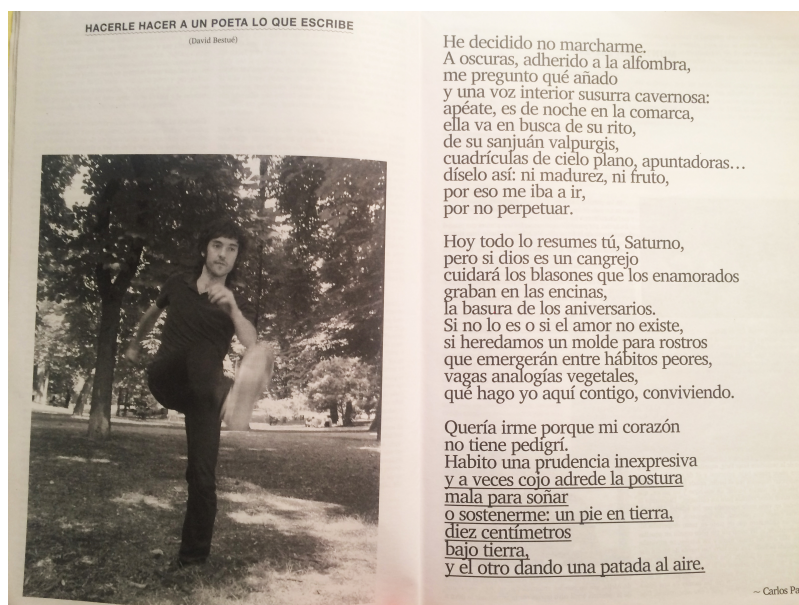 HACERLE HACER A UN POETA LO QUE ESCRIBE
(David Bestué)
He decidido no marcharme.
A oscuras, adherido a la alfombra,
me pregunto qué añado
y una voz interior susurra cavernosa:
apéate, es de noche en la comarca,
ella va en busca de su rito,
de su sanjuán valpurgis,
cuadrículas de cielo plano, apuntadoras...
díselo así: ni madurez, ni fruto,
por eso me iba a ir,
por no perpetuar.
Hoy todo lo resumes tú, Saturno,
pero si dios es un cangrejo
cuidará los blasones que los enamorados
graban en las encinas,
la basura de los aniversarios.
Si no lo es o si el amor no existe,
si heredamos un molde para rostros
que emergerán entre hábitos peores,
vagas analogías vegetales,
qué hago yo aquí contigo, conviviendo.
Quería irme porque mi corazón
no tiene pedigrí.
Habito una prudencia inexpresiva
y a veces cojo adrede la postura
mala para soñar
o sostenerme: un pie en tierra,
diez centímetros
bajo tierra,
y el otro dando una patada al aire.
~ Carlos